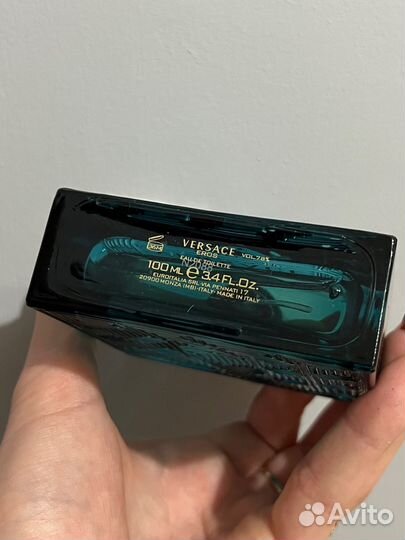 VERSACE
EROS VOL.78%
EAU DE TOILETTE
100 ML e 3.4 FL.OZ.
EUROITALIA SRL-VIA PENNATI 17
20900 MONZA (MB)-ITALY- MADE IN ITALY
Avito